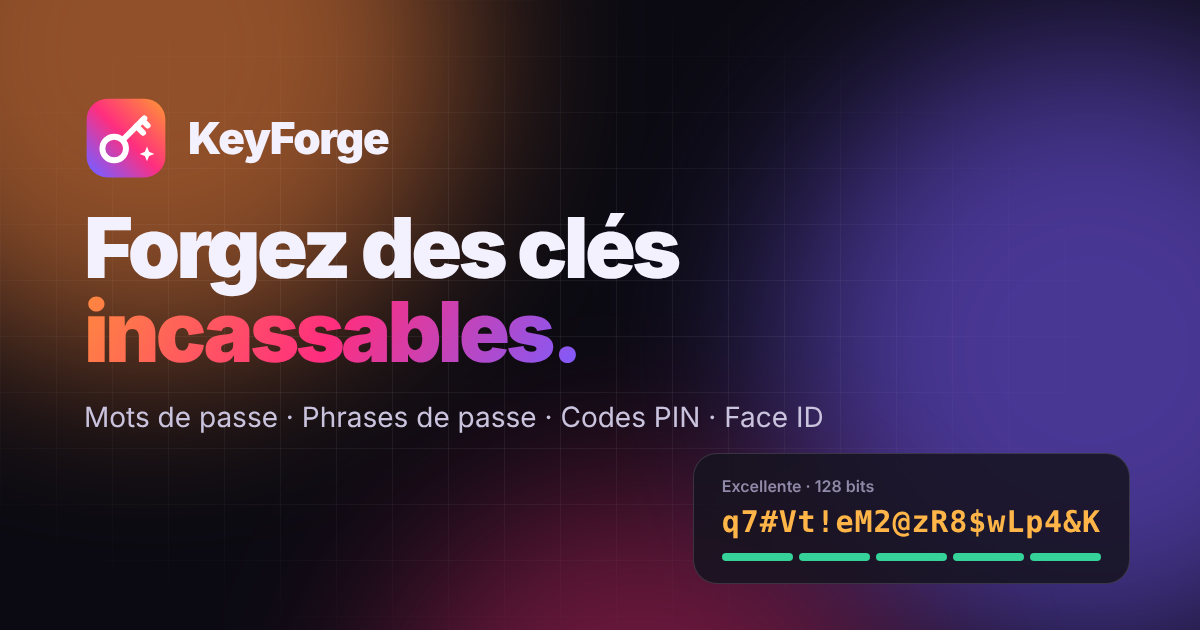 KeyForge
Forgez des clés
incassables.
Mots de passe · Phrases de passe · Codes PIN · Face ID
Excellente · 128 bits
q7#Vt!eM2@zR8$wLp4&K